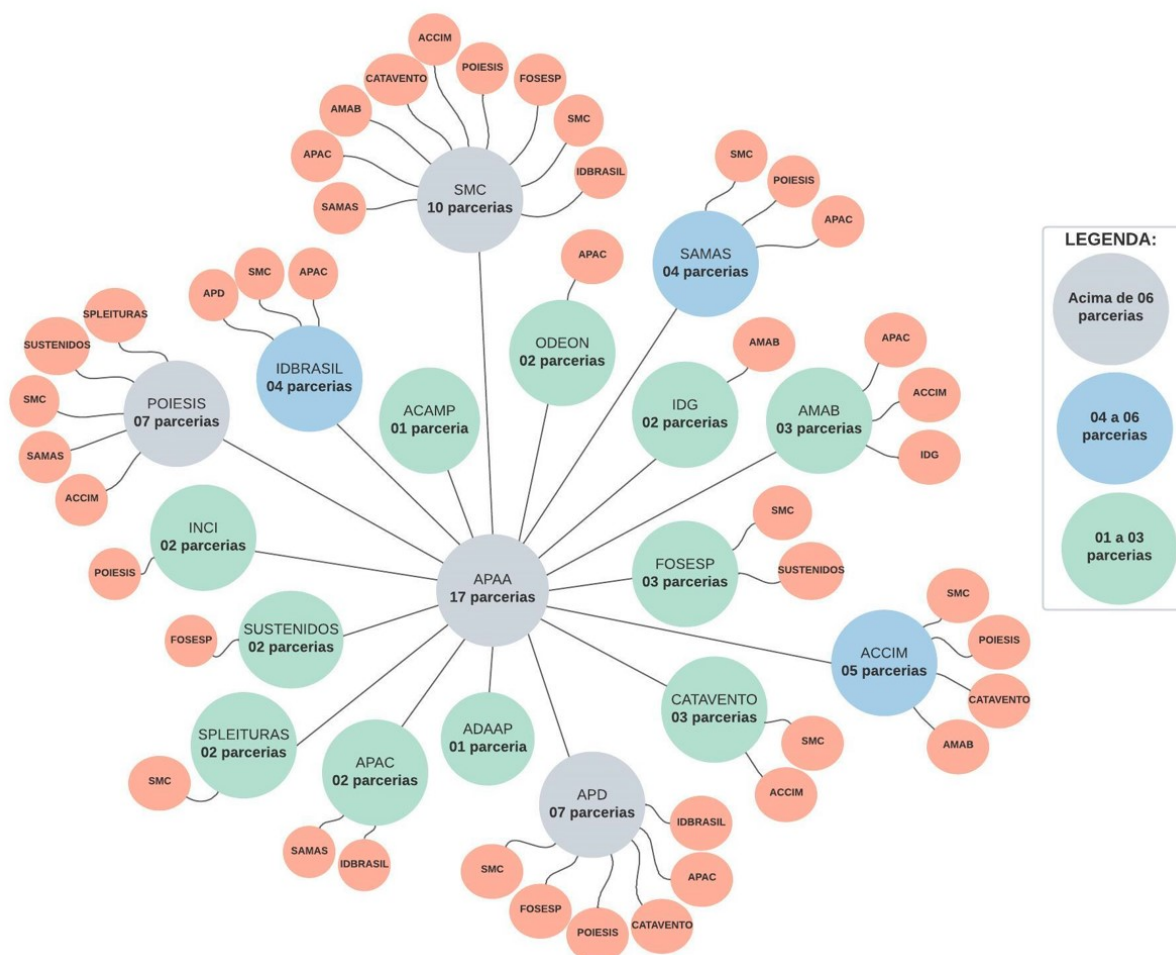 ACCIM
POIESIS
CATAVENTO
FOSESP
AMAB
SMC
APAC
IDBRASIL
SAMAS
SMC
10 parcerias
SMC
POIESIS
APAC
SAMAS
04 parcerias
LEGENDA:
Acima de 06
parcerias
04 a 06
parcerias
01 a 03
parcerias
APAC
ODEON
02 parcerias
APD
SMC
APAC
IDBRASIL
04 parcerias
SPLEITURAS
SUSTENIDOS
SMC
SAMAS
ACCIM
POIESIS
07 parcerias
ACAMP
01 parceria
AMAB
IDG
02 parcerias
APAC
ACCIM
IDG
AMAB
03 parcerias
INCI
02 parcerias
POIESIS
APAA
17 parcerias
SMC
SUSTENIDOS
FOSESP
03 parcerias
FOSESP
SUSTENIDOS
02 parcerias
SMC
POIESIS
CATAVENTO
AMAB
ACCIM
05 parcerias
SPLEITURAS
02 parcerias
SMC
APAC
02 parcerias
SAMAS
IDBRASIL
ADAAP
01 parceria
CATAVENTO
03 parcerias
SMC
ACCIM
APD
07 parcerias
IDBRASIL
APAC
CATAVENTO
POIESIS
FOSESP
SMC